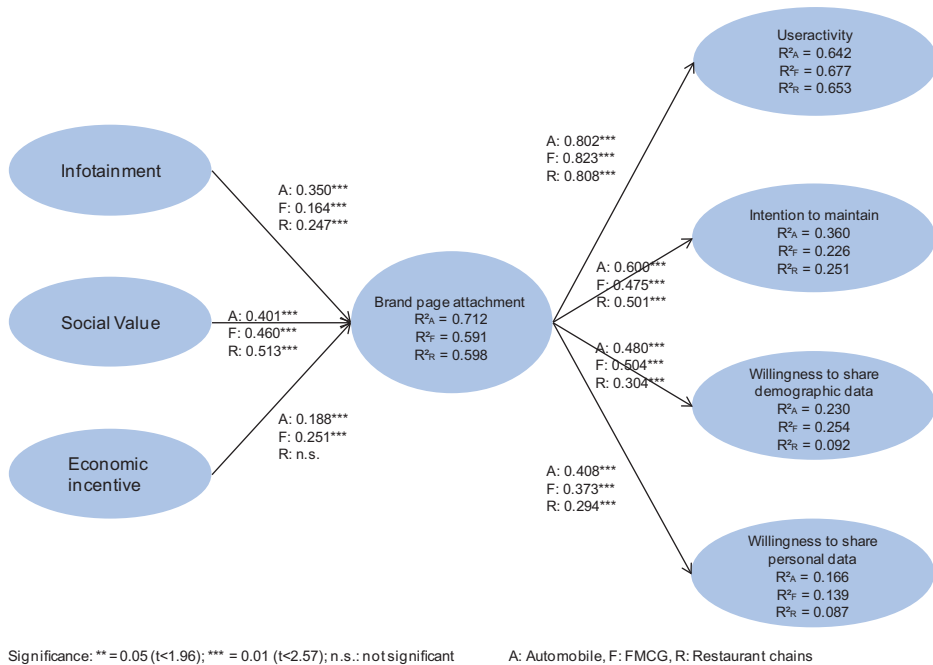 Useractivity
R²A = 0.642
R²F = 0.677
R²R = 0.653
Infotainment
A: 0.350***
F: 0.164***
R: 0.247***
A: 0.802***
F: 0.823***
R: 0.808***
Intention to maintain
R²A = 0.360
R²F = 0.226
R²R = 0.251
Social Value
A: 0.401***
F: 0.460***
R: 0.513***
Brand page attachment
R²A = 0.712
R²F = 0.591
R²R = 0.598
A: 0.600***
F: 0.475***
R: 0.501***
A: 0.480***
F: 0.504***
R: 0.304***
Willingness to share
demographic data
R²A = 0.230
R²F = 0.254
R²R = 0.092
Economic
incentive
A: 0.188***
F: 0.251***
R: n.s.
A: 0.408***
F: 0.373***
R: 0.294***
Willingness to share
personal data
R²A = 0.166
R²F = 0.139
R²R = 0.087
Significance: ** = 0.05 (t<1.96); *** = 0.01 (t<2.57); n.s.: not significant
A: Automobile, F: FMCG, R: Restaurant chains